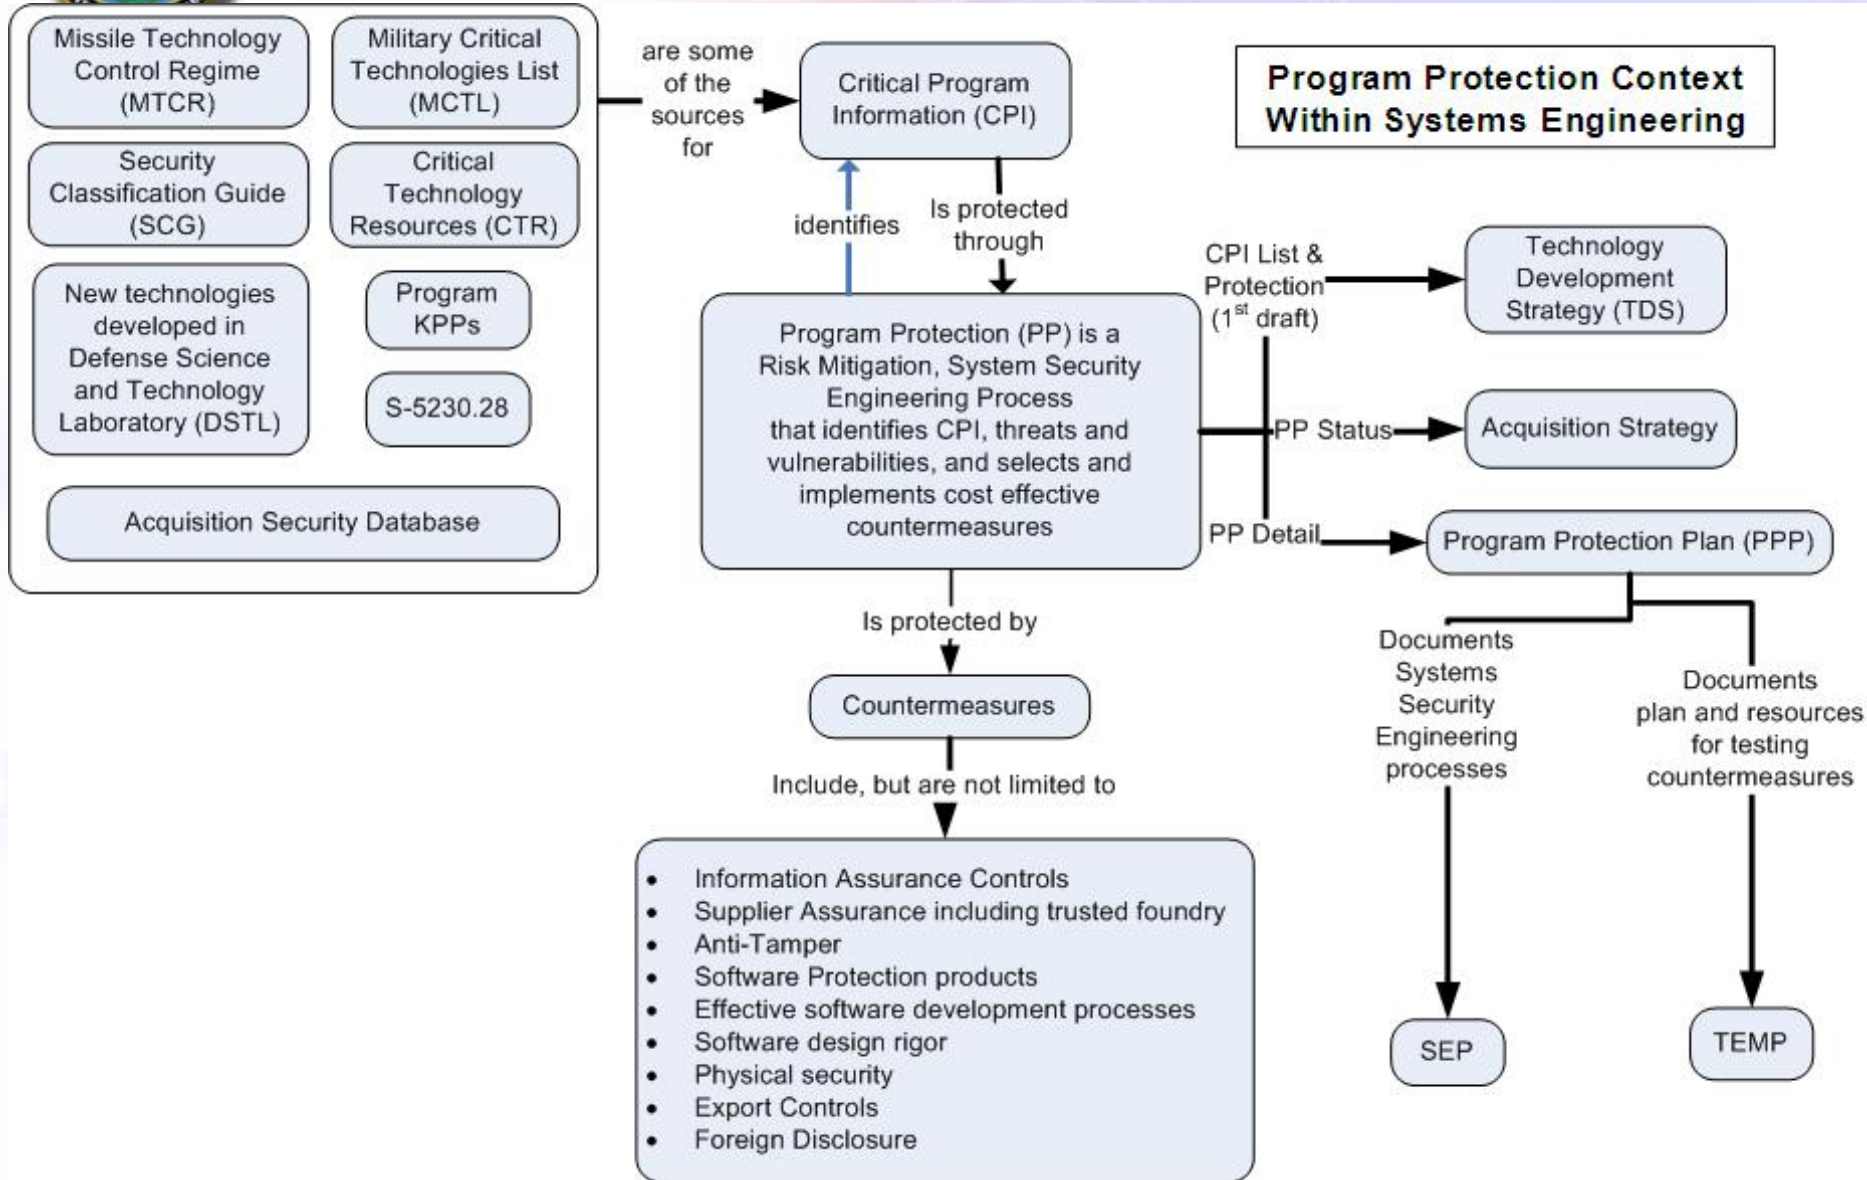 Missile Technology
Control Regime
(MTCR)
Military Critical
Technologies List
(MCTL)
Security
Classification Guide
(SCG)
Critical
Technology
Resources (CTR)
New technologies
developed in
Defense Science
and Technology
Laboratory (DSTL)
Program
KPPs
S-5230.28
Acquisition Security Database
are some
of the
sources
for
Critical Program
Information (CPI)
Program Protection Context
Within Systems Engineering
identifies
Is protected
through
Program Protection (PP) is a
Risk Mitigation, System Security
Engineering Process
that identifies CPI, threats and
vulnerabilities, and selects and
implements cost effective
countermeasures
CPI List &
Protection
(1st draft)
Technology
Development
Strategy (TDS)
PP Status
Acquisition Strategy
PP Detail
Program Protection Plan (PPP)
Is protected by
Countermeasures
Include, but are not limited to
• Information Assurance Controls
• Supplier Assurance including trusted foundry
• Anti-Tamper
• Software Protection products
• Effective software development processes
• Software design rigor
• Physical security
• Export Controls
• Foreign Disclosure
Documents
Systems
Security
Engineering
processes
Documents
plan and resources
for testing
countermeasures
SEP
TEMP